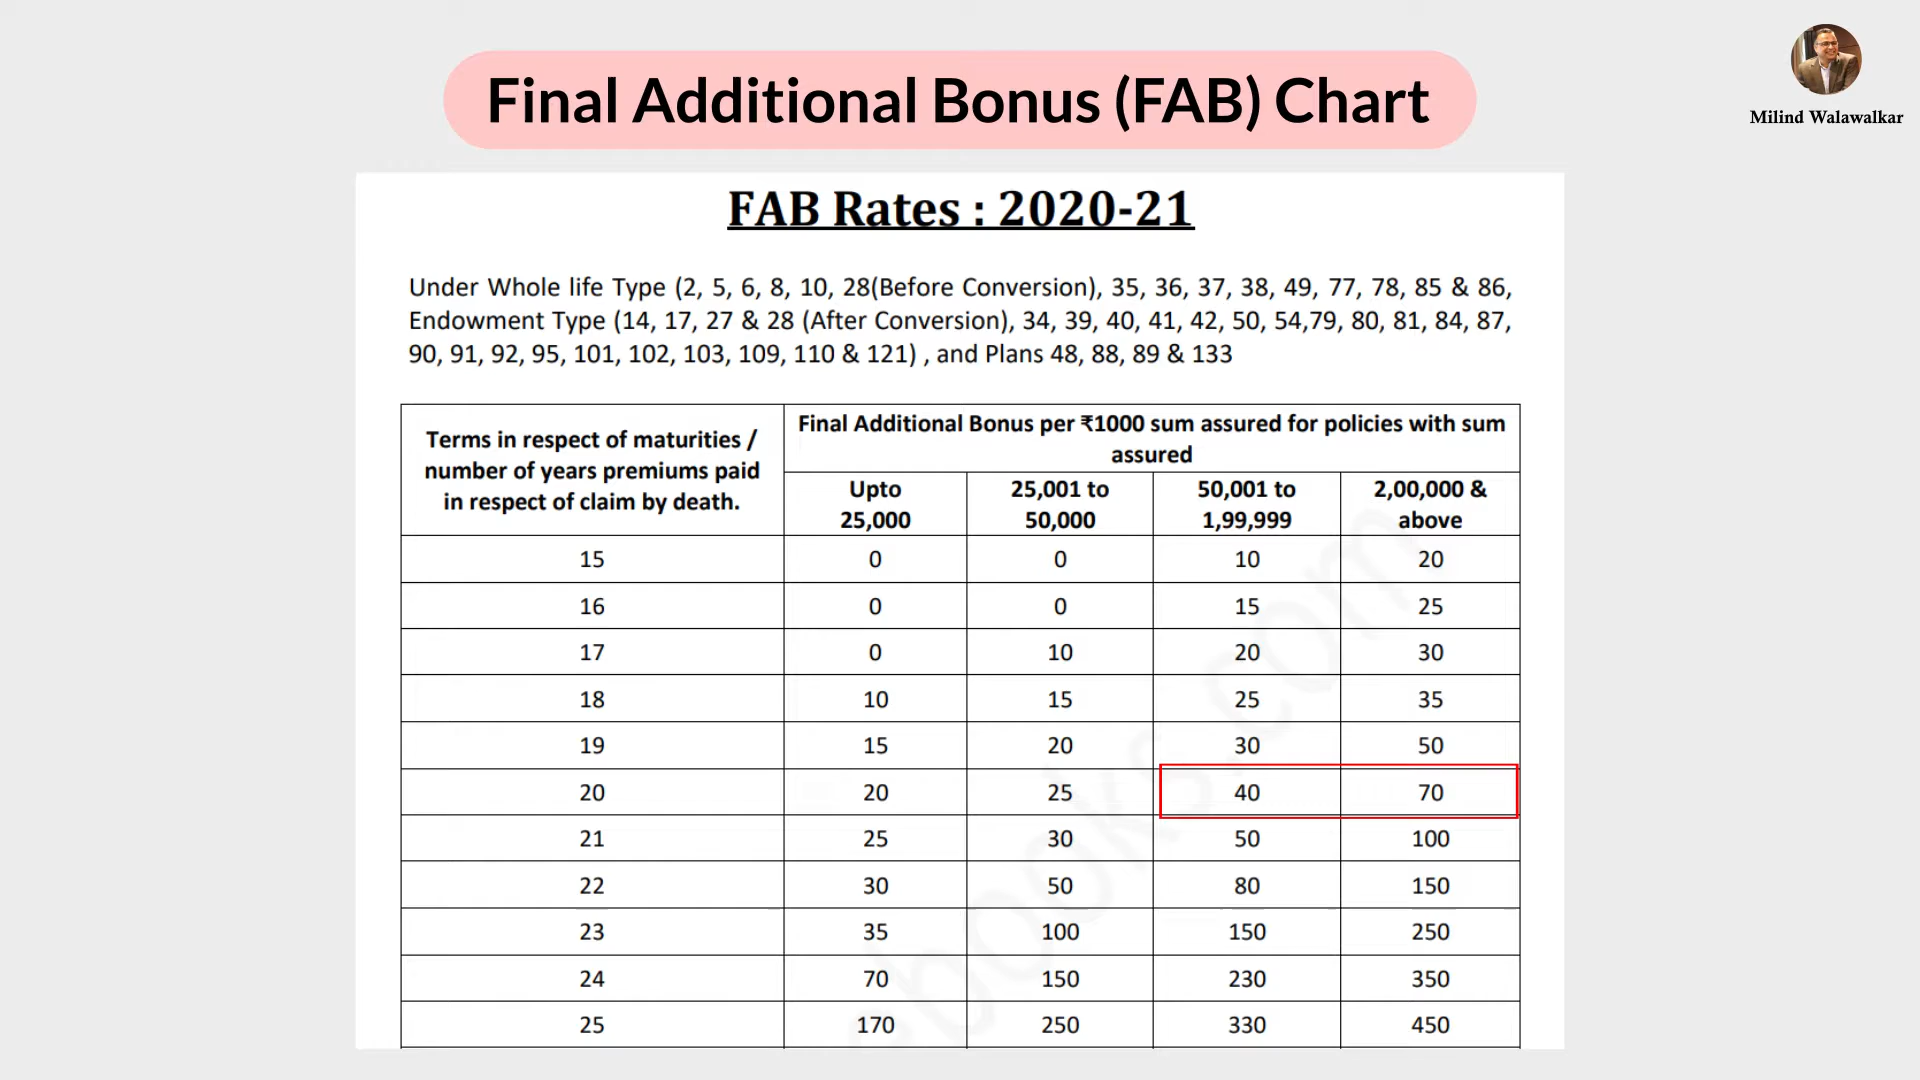 Final Additional Bonus (FAB) Chart
Milind Walawalkar
FAB Rates : 2020-21
Under Whole life Type (2, 5, 6, 8, 10, 28(Before Conversion), 35, 36, 37, 38, 49, 77, 78, 85 & 86,
Endowment Type (14, 17, 27 & 28 (After Conversion), 34, 39, 40, 41, 42, 50, 54,79, 80, 81, 84, 87,
90, 91, 92, 95, 101, 102, 103, 109, 110 & 121) , and Plans 48, 88, 89 & 133
Terms in respect of maturities /
number of years premiums paid
in respect of claim by death.
Final Additional Bonus per ₹1000 sum assured for policies with sum
assured
Upto
25,000
25,001 to
50,000
50,001 to
1,99,999
2,00,000 &
above
15 0 0 10 20
16 0 0 15 25
17 0 10 20 30
18 10 15 25 35
19 15 20 30 50
20 20 25 40 70
21 25 30 50 100
22 30 50 80 150
23 35 100 150 250
24 70 150 230 350
25 170 250 330 450